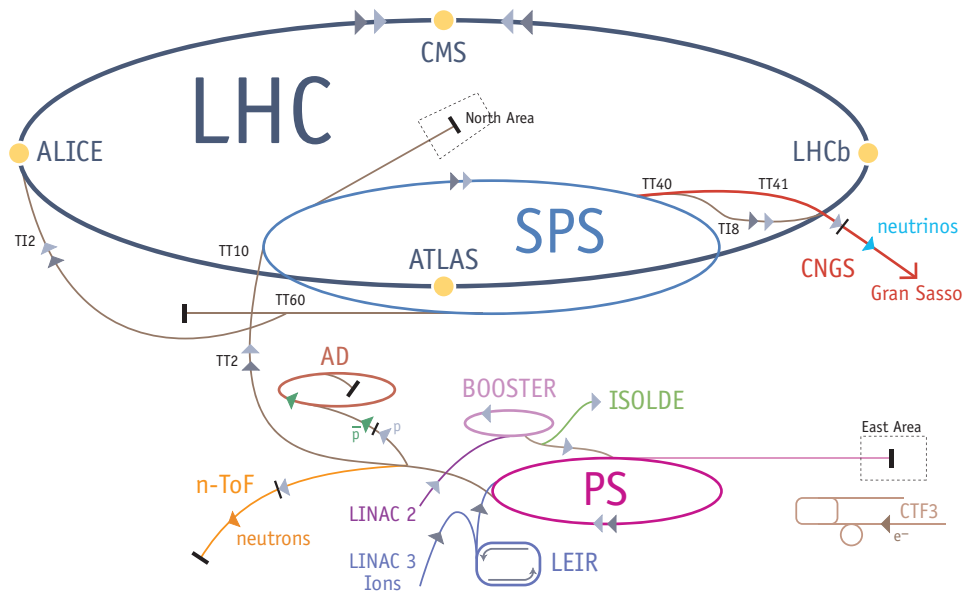 CMS
LHC
North Area
ALICE
LHCb
TT40
TT41
SPS
TI8
neutrinos
TI2
TT10
ATLAS
CNGS
Gran Sasso
TT60
TT2
AD
BOOSTER
ISOLDE
p
p
East Area
n-ToF
PS
LINAC 2
CTF3
neutrons
e⁻
LINAC 3
Ions
LEIR